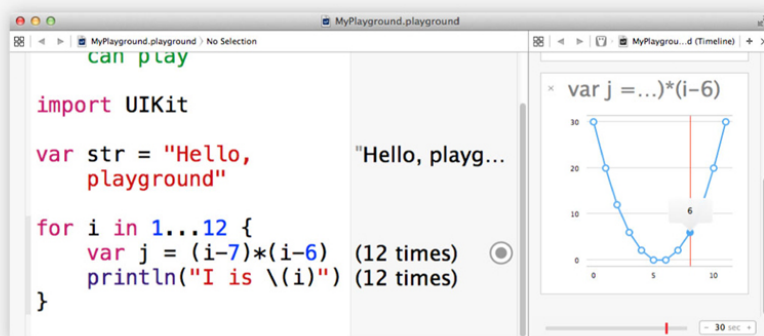 MyPlayground.playground
MyPlayground.playground 〉 No Selection
can play
import UIKit
var str = "Hello,
playground"
"Hello, playg...
for i in 1...12 {
var j = (i-7)*(i-6)
(12 times)
println("I is \(i)")
(12 times)
}
MyPlaygrou...d (Timeline)
var j =...)*(i-6)
30
20
10
0
6
0
5
10
30 sec